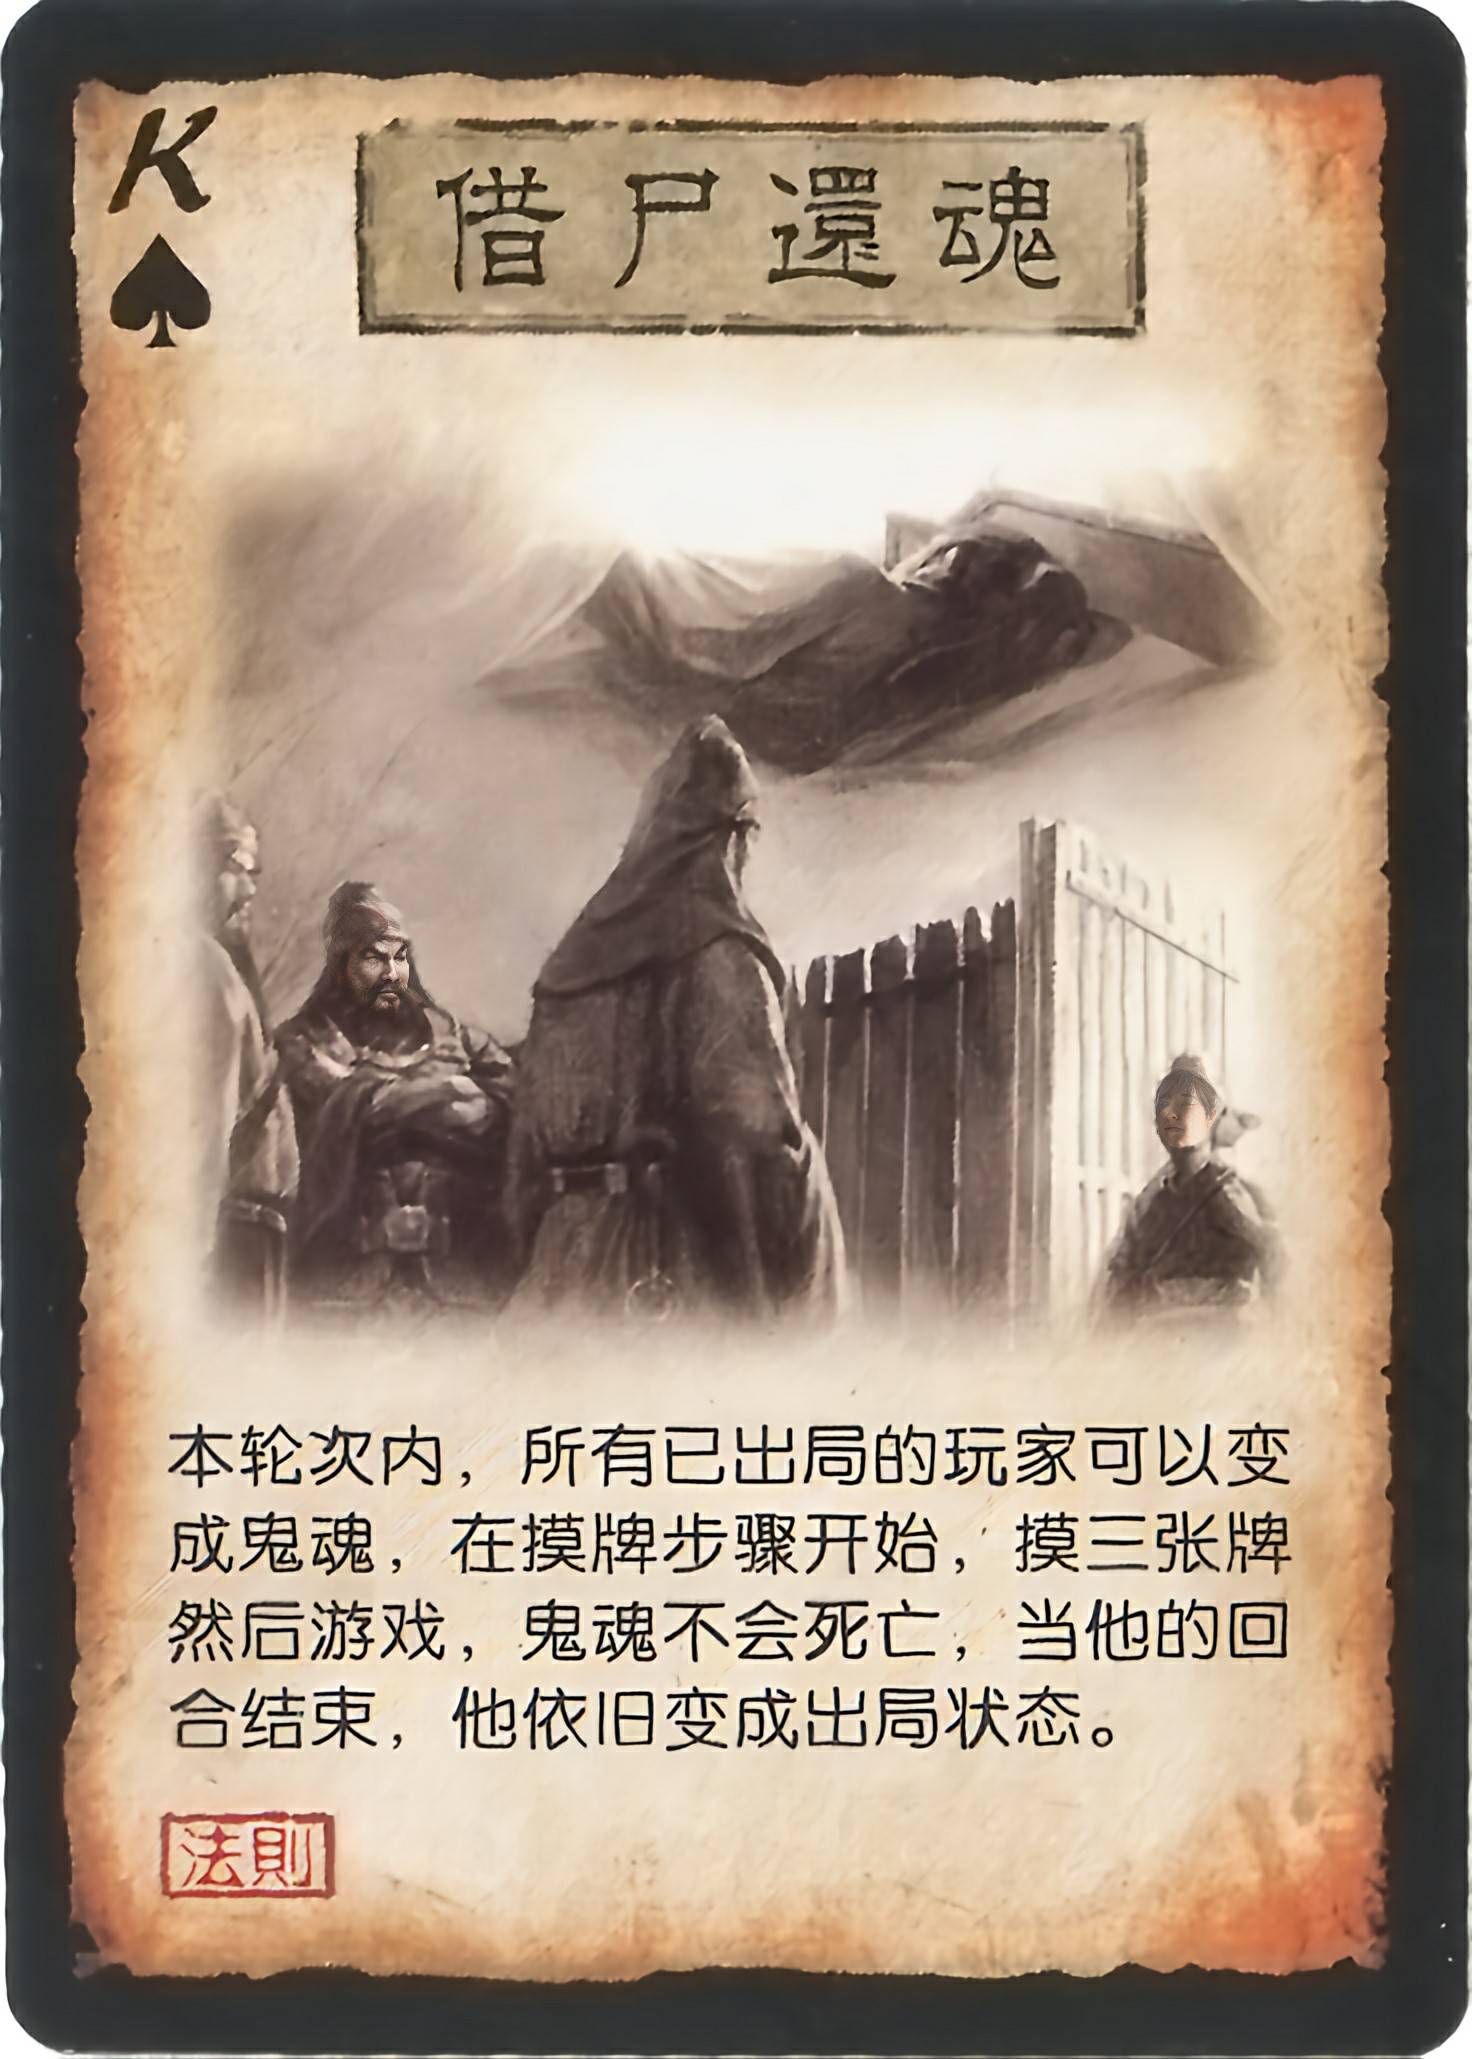 K
借尸還魂
本轮次内，所有已出局的玩家可以变
成鬼魂，在摸牌步骤开始，摸三张牌
然后游戏，鬼魂不会死亡，当他的回
合结束，他依旧变成出局状态。
法則